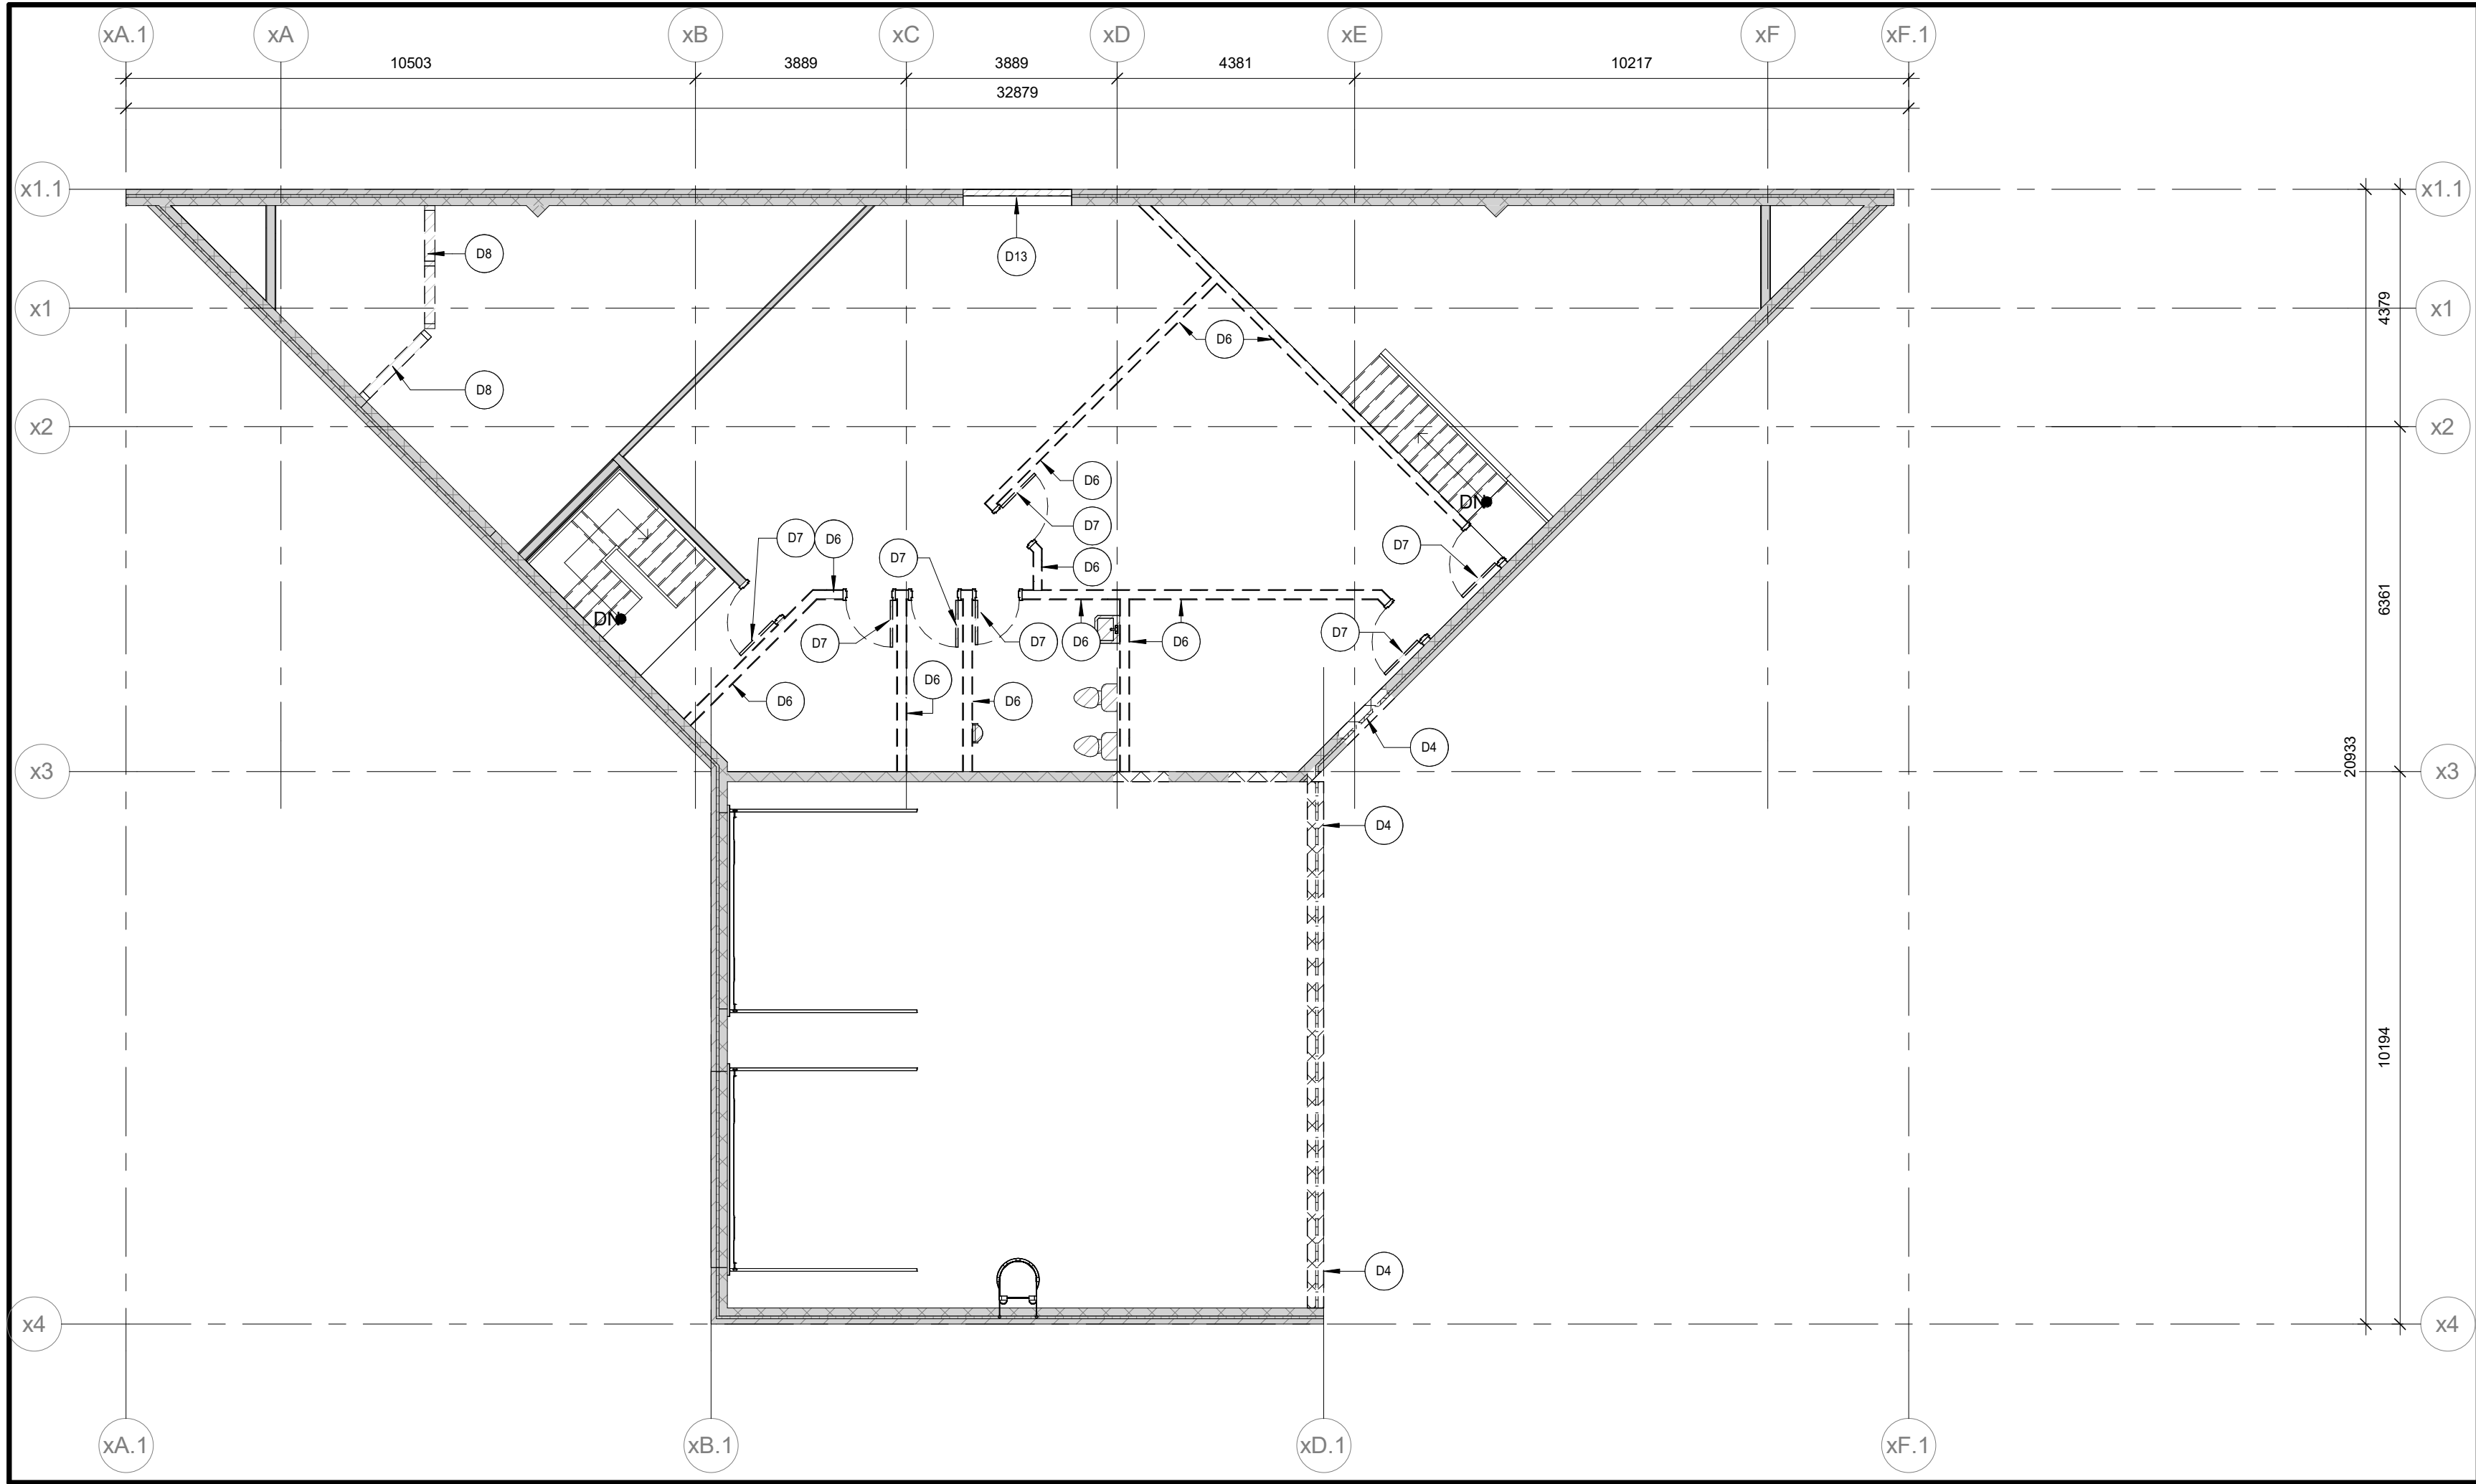 xA.1 xA xB xC xD xE xF xF.1
10503 3889 3889 4381 10217
32879
x1.1 x1.1
D8 D13
x1 x1
4379
D6
D8
x2 x2
D6
DN
D7
D7 D6 D7 D7
D6
6361
DN
D7 D7 D6 D6 D7
D6
D6 D6
D4
20933
x3 x3
D4
10194
D4
x4 x4
xA.1 xB.1 xD.1 xF.1